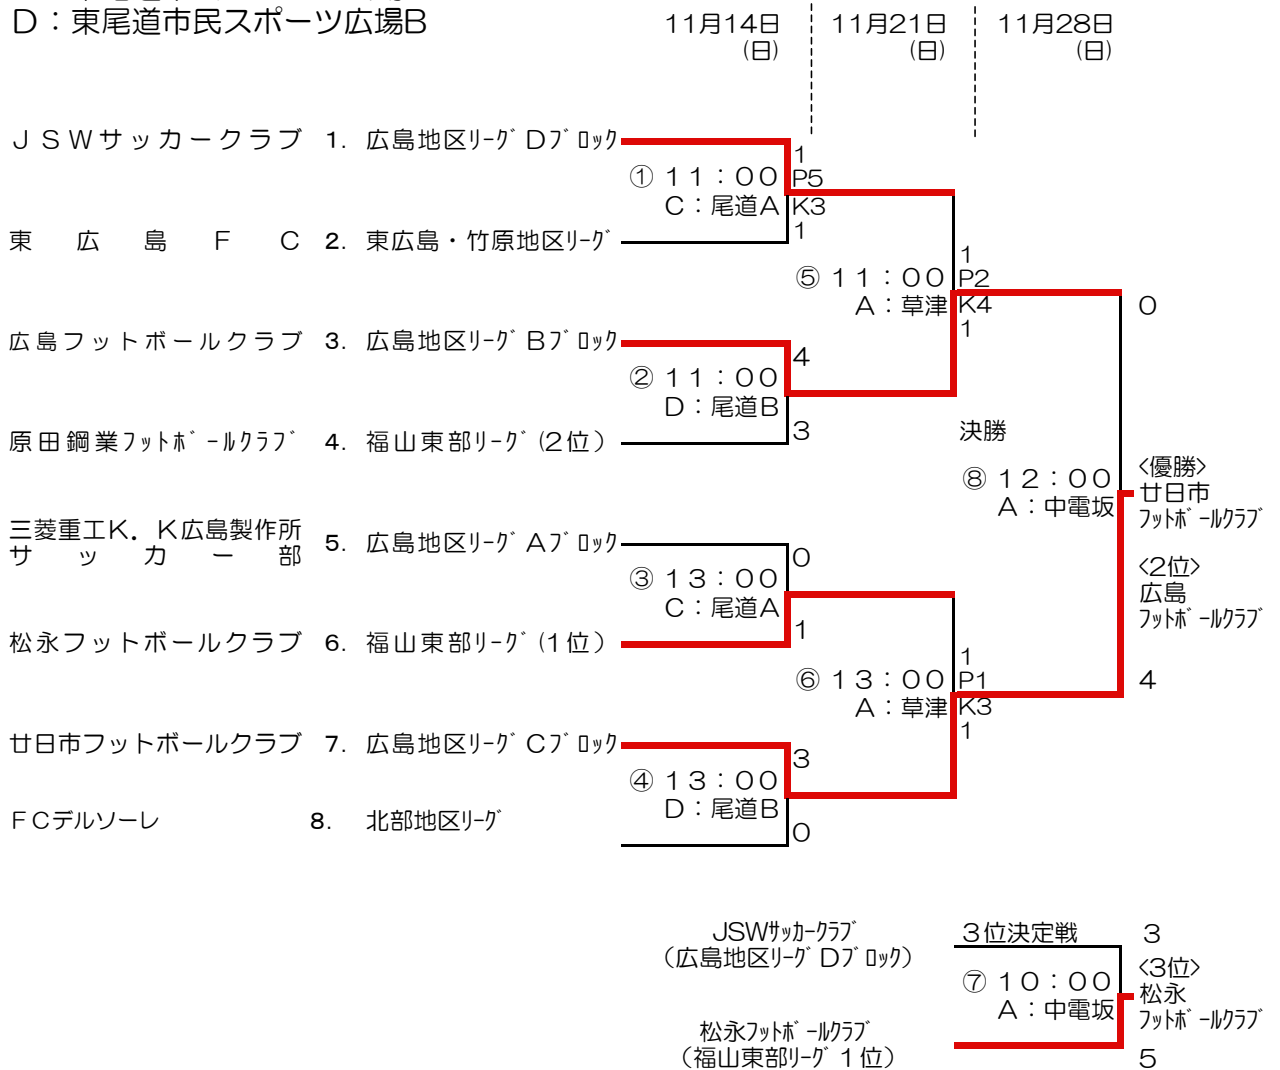 D：東尾道市民スポーツ広場B
11月14日
(日)
11月21日
(日)
11月28日
(日)
ＪＳＷサッカークラブ 1. 広島地区ﾘｰｸﾞＤﾌﾞﾛｯｸ
1
① １１：００ P5
Ｃ：尾道A K3
1
東広島ＦＣ 2. 東広島・竹原地区ﾘｰｸﾞ
1
⑤ １１：００ P2
Ａ：草津 K4
1
0
広島フットボールクラブ 3. 広島地区ﾘｰｸﾞＢﾌﾞﾛｯｸ
4
② １１：００
Ｄ：尾道B
3
原田鋼業ﾌｯﾄﾎﾞｰﾙｸﾗﾌﾞ 4. 福山東部ﾘｰｸﾞ(2位）
決勝
⑧ １２：００
Ａ：中電坂
<優勝>
廿日市
ﾌｯﾄﾎﾞｰﾙｸﾗﾌﾞ
<2位>
広島
ﾌｯﾄﾎﾞｰﾙｸﾗﾌﾞ
三菱重工Ｋ．Ｋ広島製作所
サッカー部 5. 広島地区ﾘｰｸﾞＡﾌﾞﾛｯｸ
0
③ １３：００
Ｃ：尾道A
1
松永フットボールクラブ 6. 福山東部ﾘｰｸﾞ(１位）
1
⑥ １３：００ P1
Ａ：草津 K3
1
4
廿日市フットボールクラブ 7. 広島地区ﾘｰｸﾞＣﾌﾞﾛｯｸ
3
④ １３：００
Ｄ：尾道B
0
ＦＣデルソーレ 8. 北部地区ﾘｰｸﾞ
JSWｻｯｶｰｸﾗﾌﾞ
（広島地区ﾘｰｸﾞＤﾌﾞﾛｯｸ）
３位決定戦
3
⑦ １０：００
Ａ：中電坂
<3位>
松永
ﾌｯﾄﾎﾞｰﾙｸﾗﾌﾞ
松永ﾌｯﾄﾎﾞｰﾙｸﾗﾌﾞ
（福山東部ﾘｰｸﾞ１位）
5